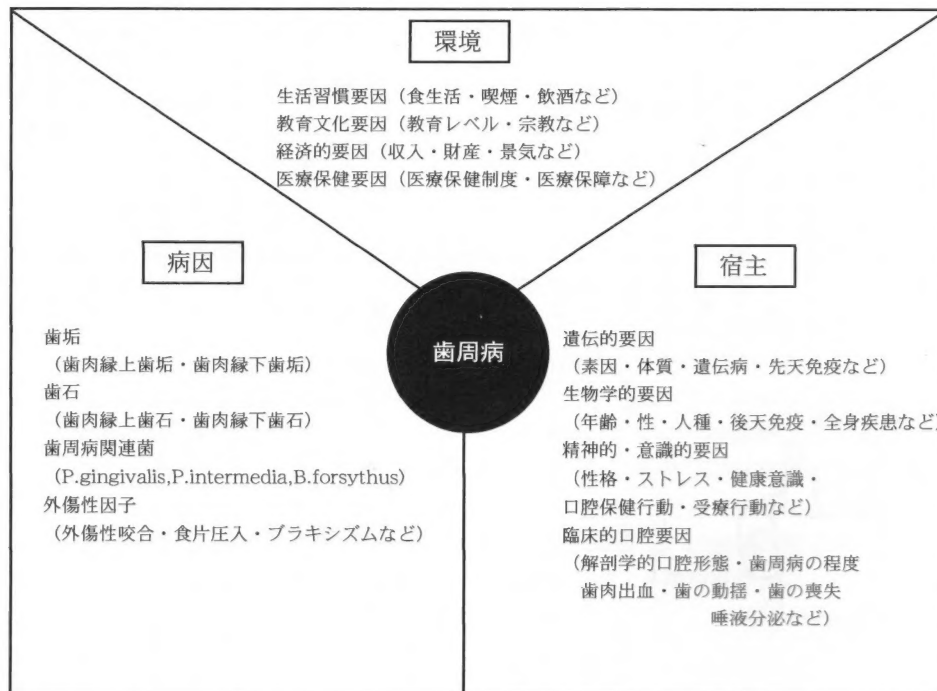 環境
生活習慣要因（食生活・喫煙・飲酒など）
教育文化要因（教育レベル・宗教など）
経済的要因（収入・財産・景気など）
医療保健要因（医療保健制度・医療保障など）
病因
歯垢
（歯肉縁上歯垢・歯肉縁下歯垢）
歯石
（歯肉縁上歯石・歯肉縁下歯石）
歯周病関連菌
（P.gingivalis,P.intermedia,B.forsythus）
外傷性因子
（外傷性咬合・食片圧入・ブラキシズムなど）
歯周病
宿主
遺伝的要因
（素因・体質・遺伝病・先天免疫など）
生物学的要因
（年齢・性・人種・後天免疫・全身疾患など）
精神的・意識的要因
（性格・ストレス・健康意識・
口腔保健行動・受療行動など）
臨床的口腔要因
（解剖学的口腔形態・歯周病の程度
歯肉出血・歯の動揺・歯の喪失
唾液分泌など）